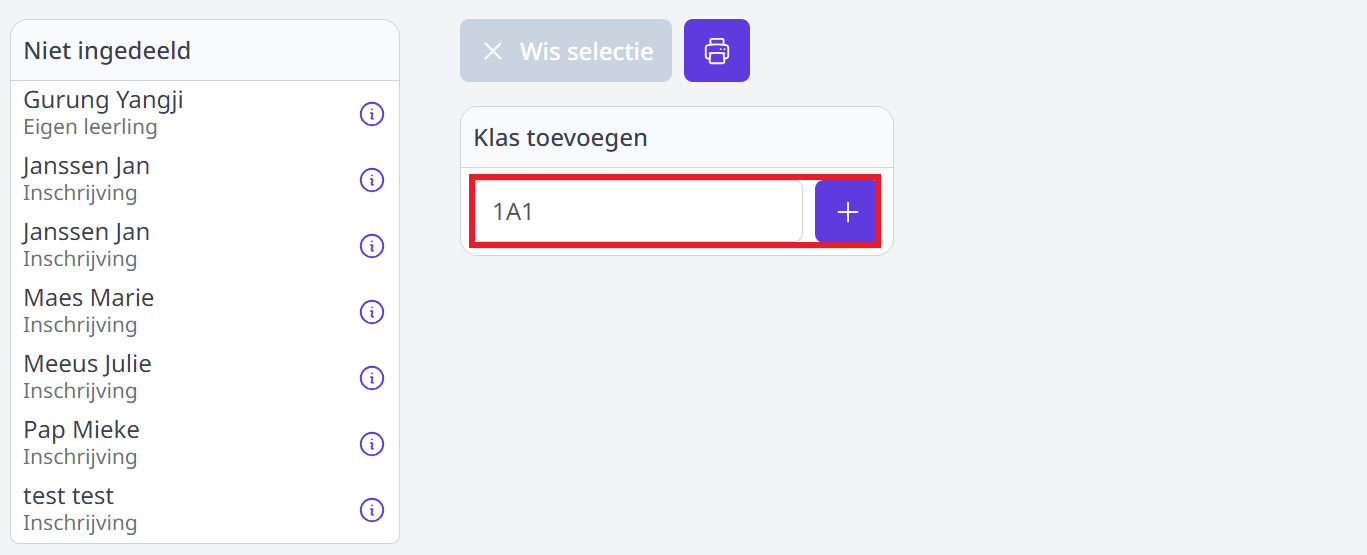 Niet ingedeeld
Gurung Yangji
Eigen leerling
Janssen Jan
Inschrijving
Janssen Jan
Inschrijving
Maes Marie
Inschrijving
Meeus Julie
Inschrijving
Pap Mieke
Inschrijving
test test
Inschrijving
Wis selectie
Klas toevoegen
1A1